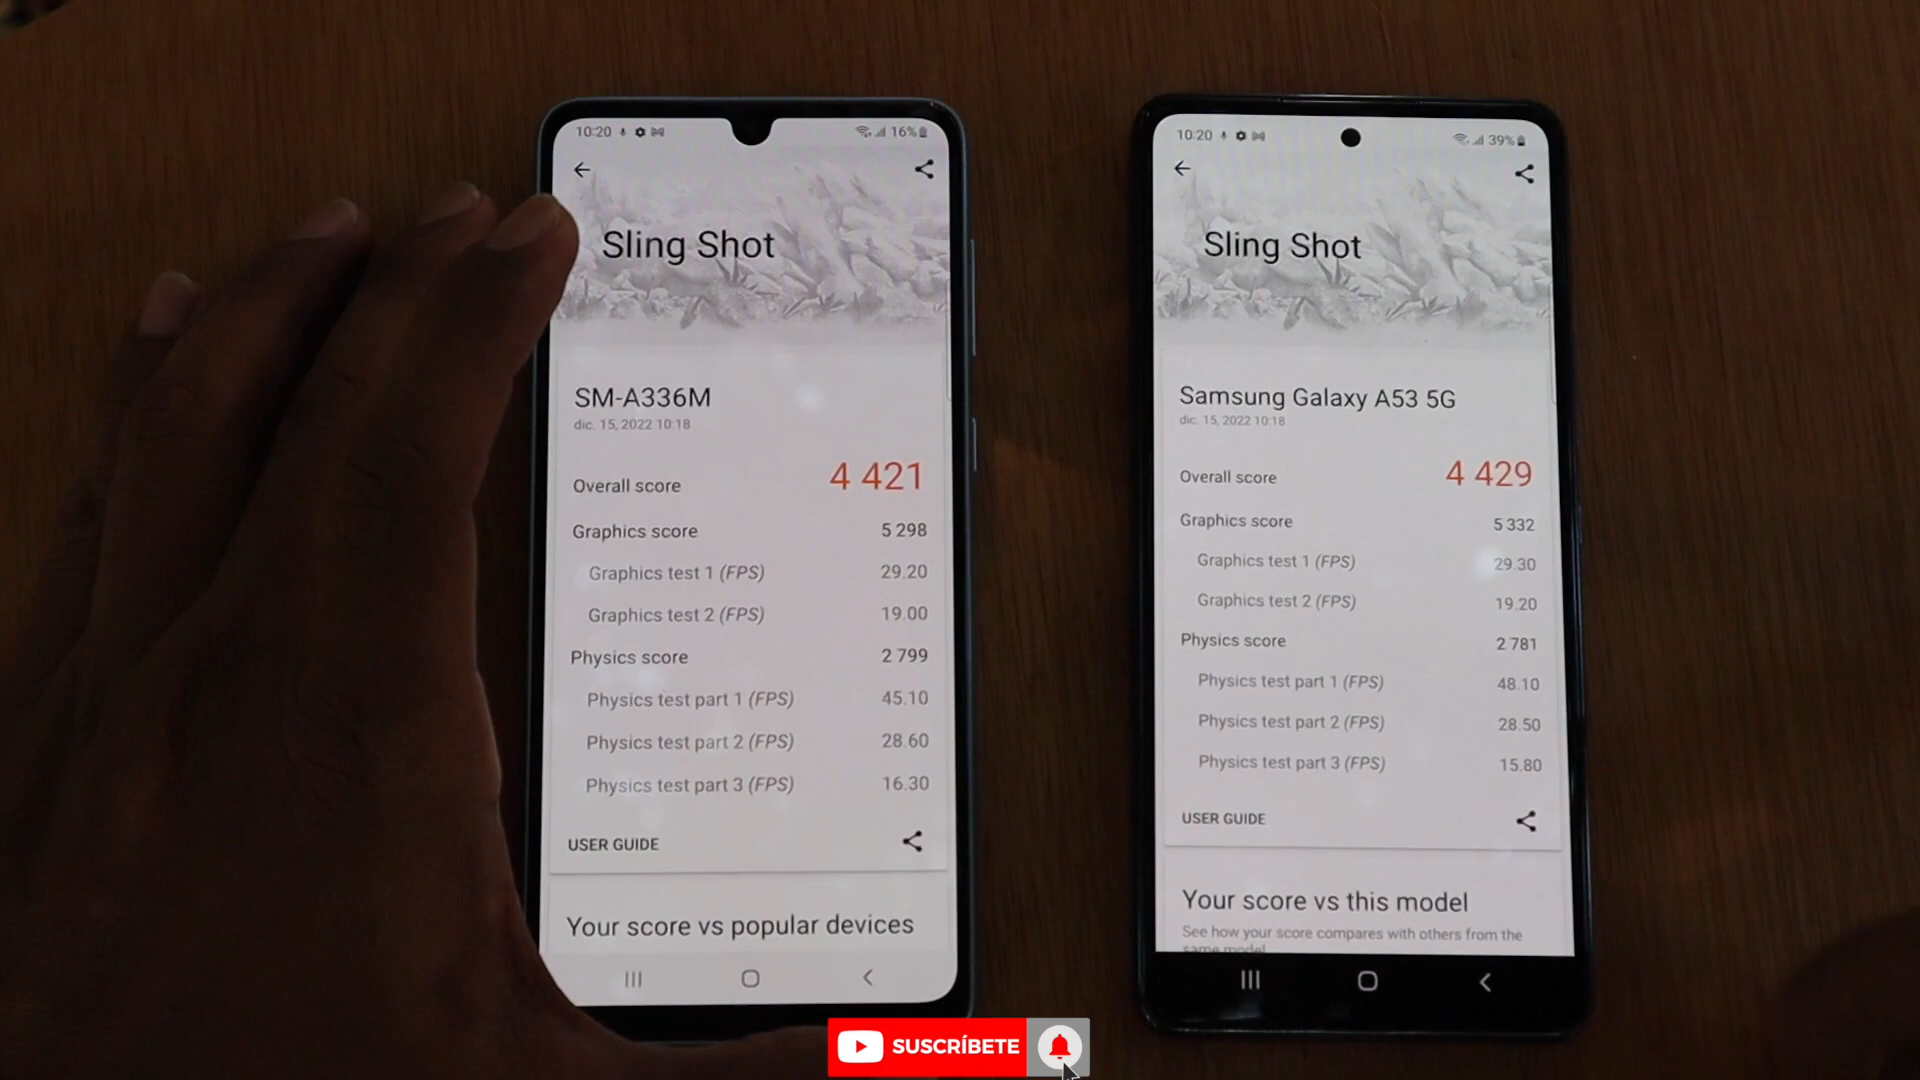 10:20
16%
Sling Shot
SM-A336M
dic. 15, 2022 10:18
Overall score 4 421
Graphics score 5 298
Graphics test 1 (FPS) 29.20
Graphics test 2 (FPS) 19.00
Physics score 2 799
Physics test part 1 (FPS) 45.10
Physics test part 2 (FPS) 28.60
Physics test part 3 (FPS) 16.30
USER GUIDE
Your score vs popular devices
10:20
39%
Sling Shot
Samsung Galaxy A53 5G
dic. 15, 2022 10:18
Overall score 4 429
Graphics score 5 332
Graphics test 1 (FPS) 29.30
Graphics test 2 (FPS) 19.20
Physics score 2 781
Physics test part 1 (FPS) 48.10
Physics test part 2 (FPS) 28.50
Physics test part 3 (FPS) 15.80
USER GUIDE
Your score vs this model
See how your score compares with others from the
same model
SUSCRÍBETE